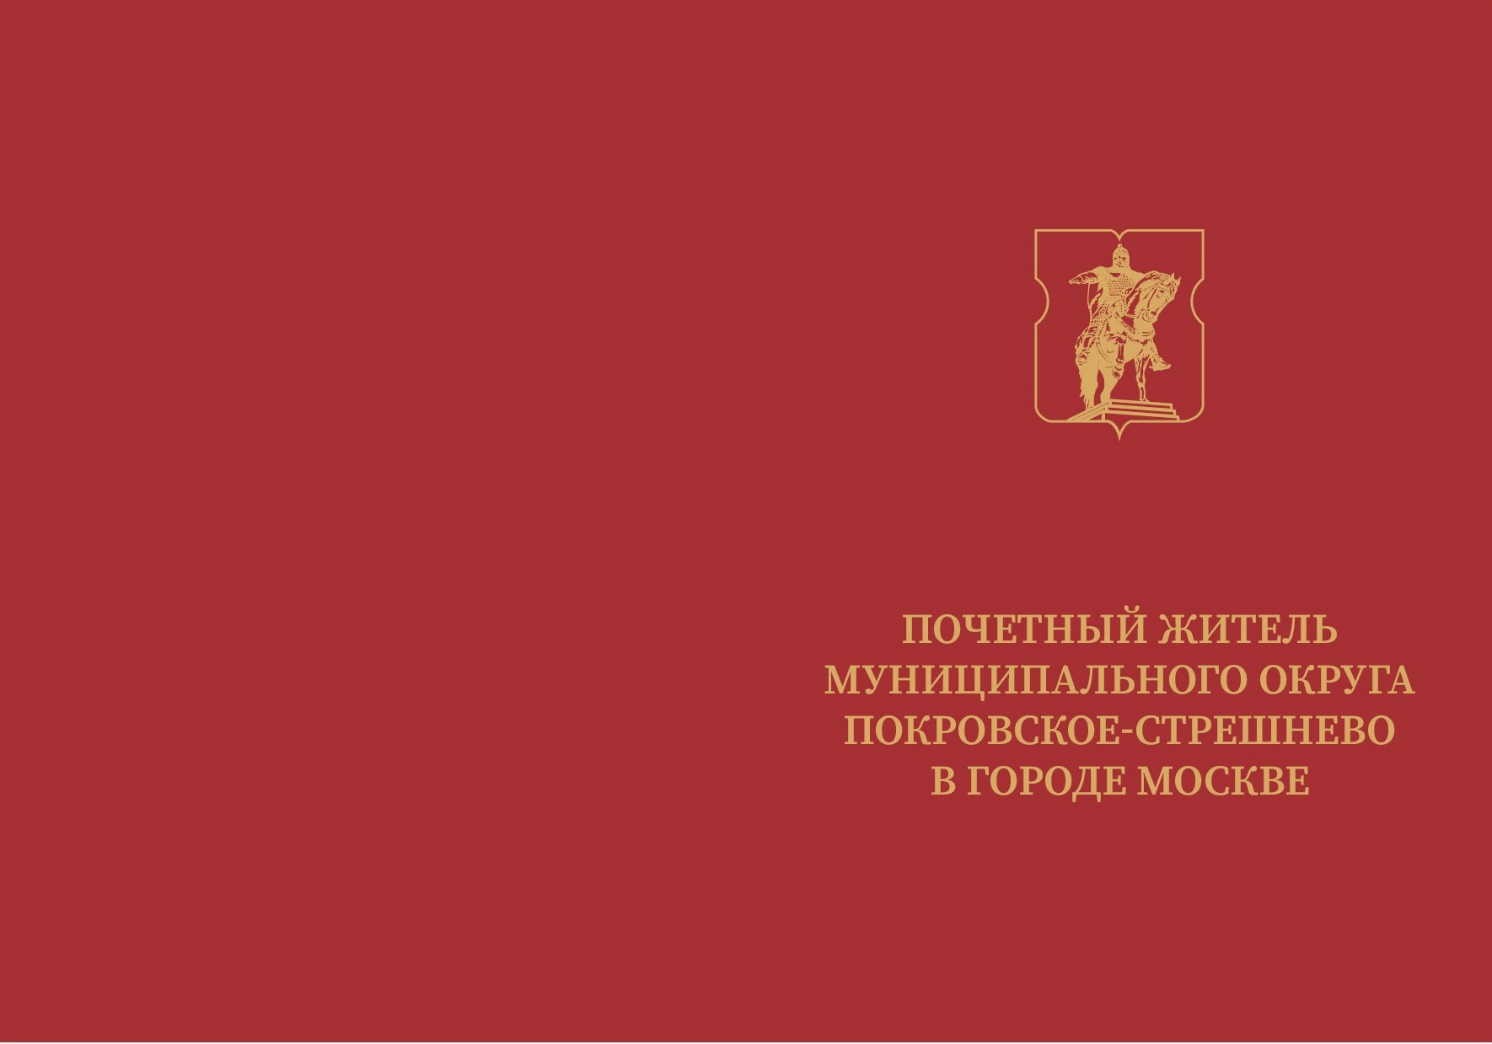 ПОЧЕТНЫЙ ЖИТЕЛЬ
МУНИЦИПАЛЬНОГО ОКРУГА
ПОКРОВСКОЕ-СТРЕШНЕВО
В ГОРОДЕ МОСКВЕ